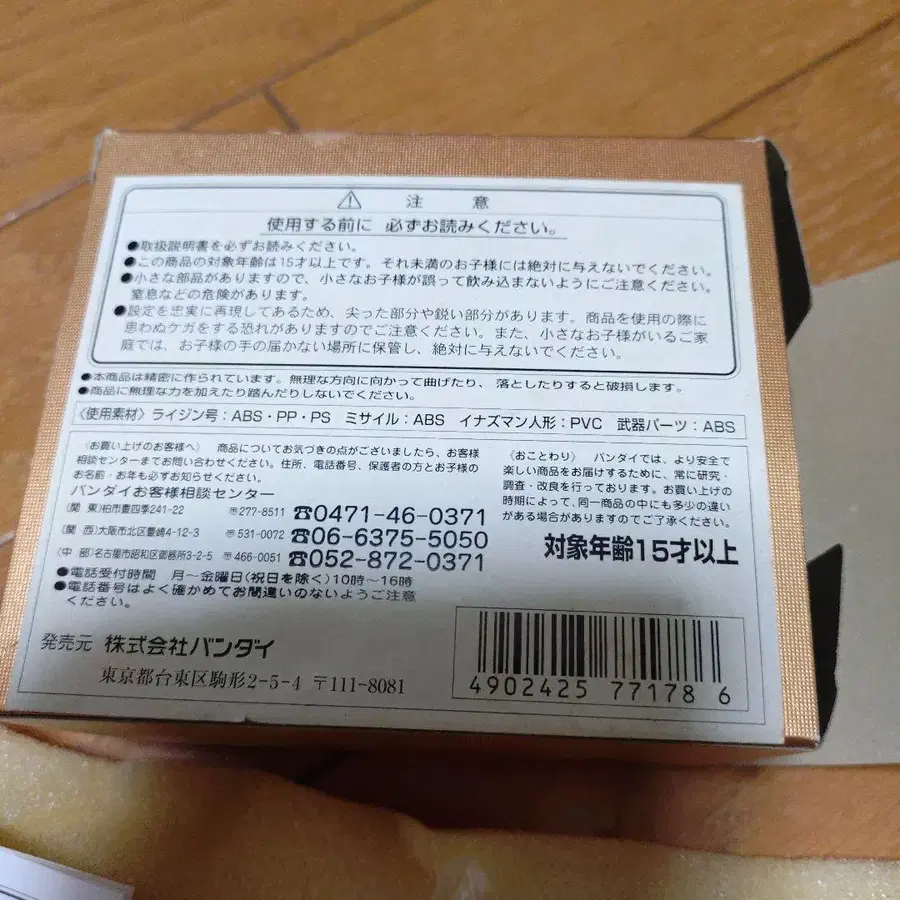 ⚠ 注意
使用する前に 必ずお読みください。
●取扱説明書を必ずお読みください。
●この商品の対象年齢は15才以上です。それ未満のお子様には絶対に与えないでください。
●小さな部品がありますので、小さなお子様が誤って飲み込まないようにご注意ください。
窒息などの危険があります。
●設定を忠実に再現してあるため、尖った部分や鋭い部分があります。商品を使用の際に
思わぬケガをする恐れがありますのでご注意ください。また、小さなお子様がいるご家
庭では、お子様の手の届かない場所に保管し、絶対に与えないでください。
●本商品は精密に作られています。無理な方向に向かって曲げたり、落としたりすると破損します。
●商品に無理な力を加えたり踏んだりしないでください。
〈使用素材〉ライジン号：ABS・PP・PS ミサイル：ABS イナズマン人形：PVC 武器パーツ：ABS
〈お買い上げのお客様へ〉 商品についてお気づきの点がございましたら、お客様
相談センターまでお問い合わせください。住所、電話番号、保護者の方とお子様の
お名前・お年も必ずお知らせください。
バンダイお客様相談センター
(関 東)柏市豊四季241-22 〒277-8511 ☎0471-46-0371
(関 西)大阪市北区豊崎4-12-3 〒531-0072 ☎06-6375-5050
(中 部)名古屋市昭和区御器所3-2-5 〒466-0051 ☎052-872-0371
●電話受付時間 月～金曜日(祝日を除く)10時～16時
●電話番号はよく確かめてお間違いのないようご注意
ください。
〈おことわり〉 バンダイでは、より安全で
楽しい商品をお届けするために、常に研究・
調査・改良を行っております。お買い上げの
時期によって、同一商品の中にも多少の違い
がある場合がありますのでご了承ください。
対象年齢15才以上
発売元 株式会社バンダイ
東京都台東区駒形2-5-4 〒111-8081
4902425 771786